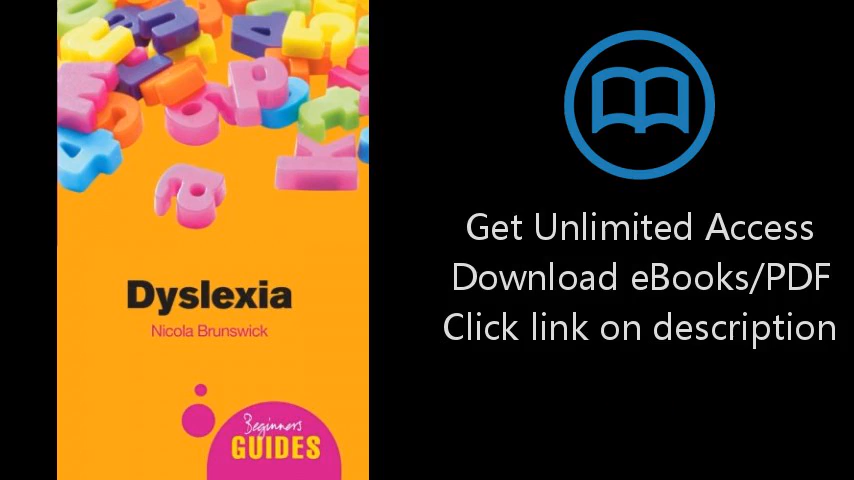 Dyslexia
Nicola Brunswick
Beginners
GUIDES
Get Unlimited Access
Download eBooks/PDF
Click link on description